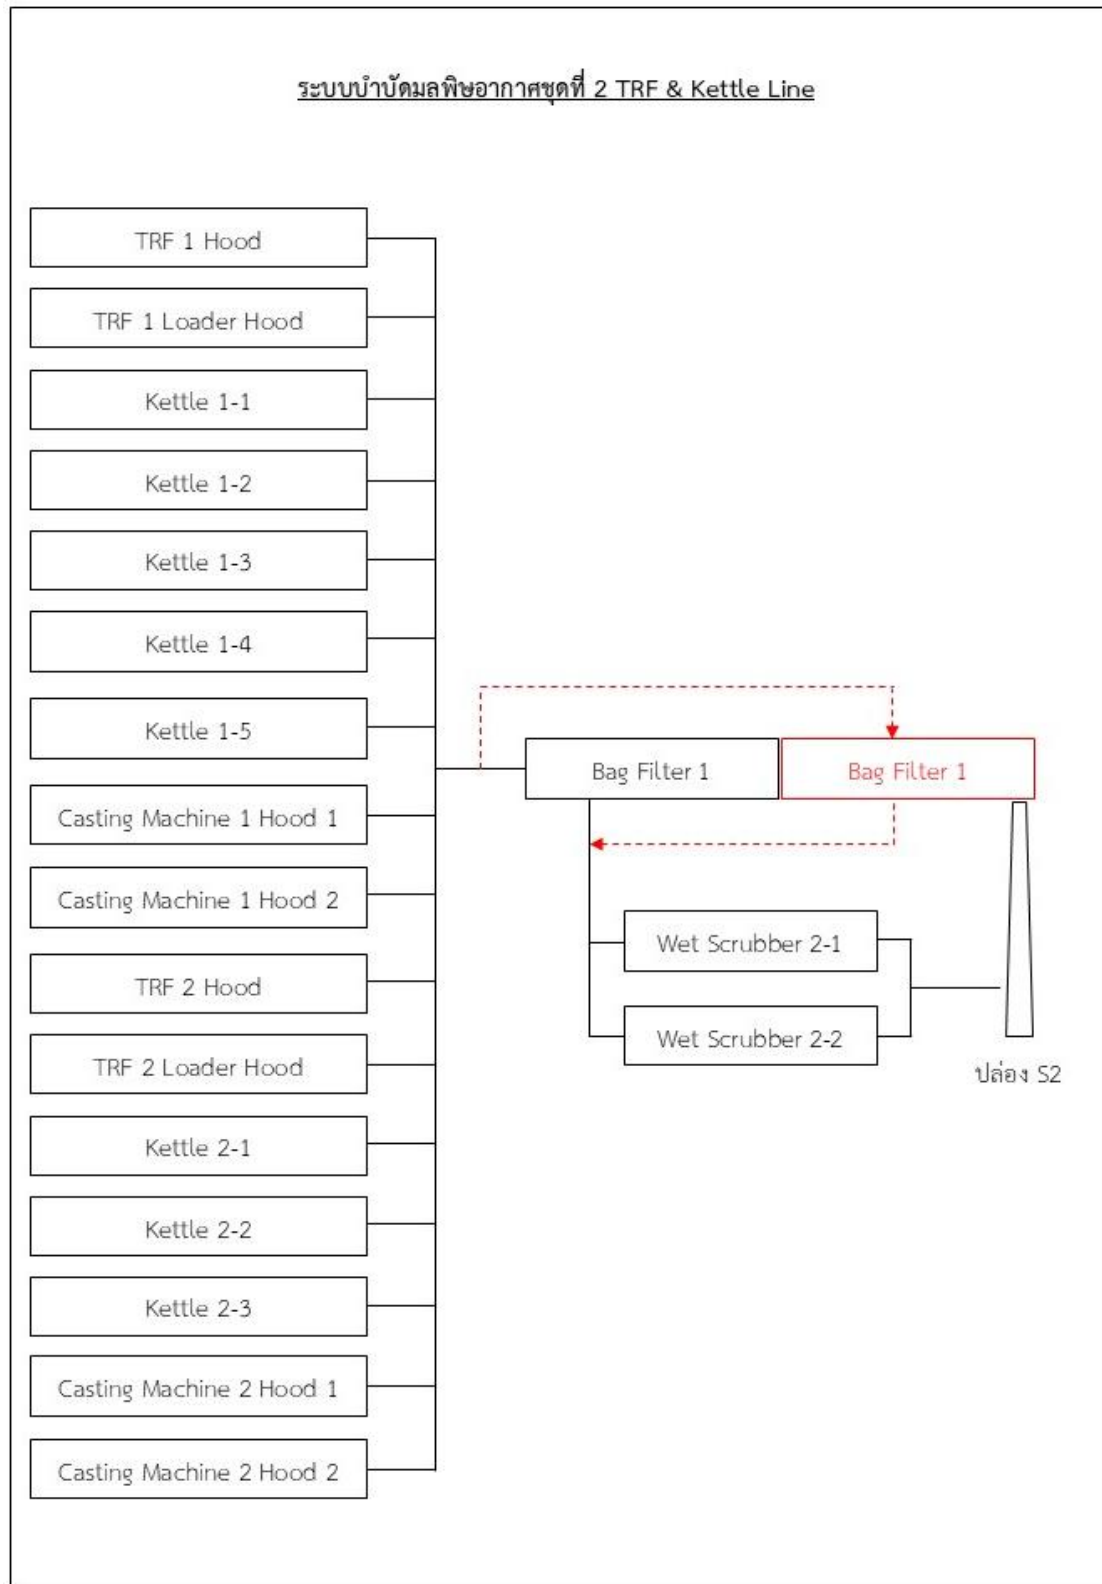 ระบบบำบัดมลพิษอากาศชุดที่ 2 TRF & Kettle Line
TRF 1 Hood
TRF 1 Loader Hood
Kettle 1-1
Kettle 1-2
Kettle 1-3
Kettle 1-4
Kettle 1-5
Casting Machine 1 Hood 1
Casting Machine 1 Hood 2
TRF 2 Hood
TRF 2 Loader Hood
Kettle 2-1
Kettle 2-2
Kettle 2-3
Casting Machine 2 Hood 1
Casting Machine 2 Hood 2
Bag Filter 1
Bag Filter 1
Wet Scrubber 2-1
Wet Scrubber 2-2
ปล่อง S2